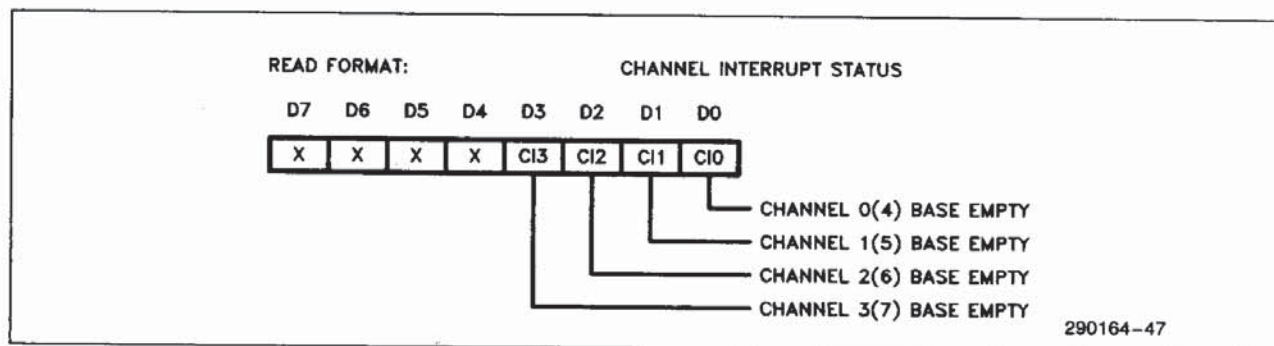 READ FORMAT: CHANNEL INTERRUPT STATUS
D7 D6 D5 D4 D3 D2 D1 D0
X X X X CI3 CI2 CI1 CI0
CHANNEL 0(4) BASE EMPTY
CHANNEL 1(5) BASE EMPTY
CHANNEL 2(6) BASE EMPTY
CHANNEL 3(7) BASE EMPTY
290164-47